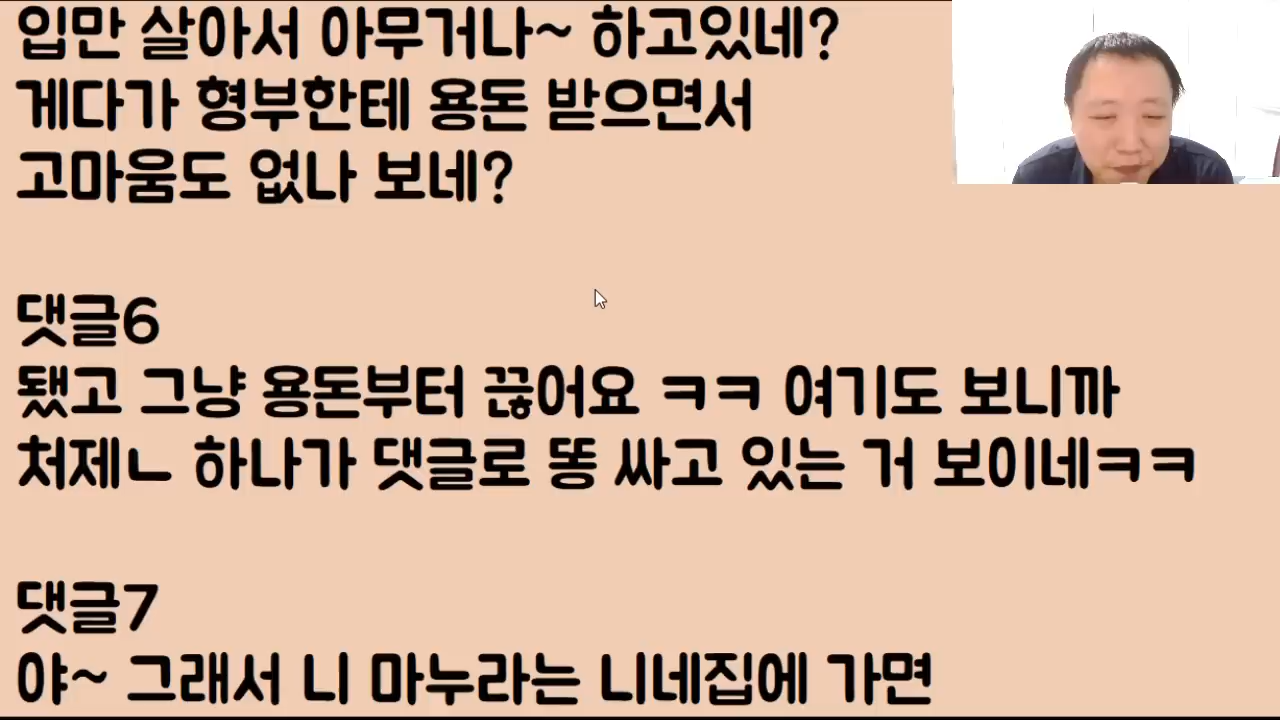 입만 살아서 아무거나~ 하고있네?
게다가 형부한테 용돈 받으면서
고마움도 없나 보네?
댓글6
됐고 그냥 용돈부터 끊어요 ㅋㅋ 여기도 보니까
처제ㄴ 하나가 댓글로 똥 싸고 있는 거 보이네ㅋㅋ
댓글7
야~ 그래서 니 마누라는 니네집에 가면